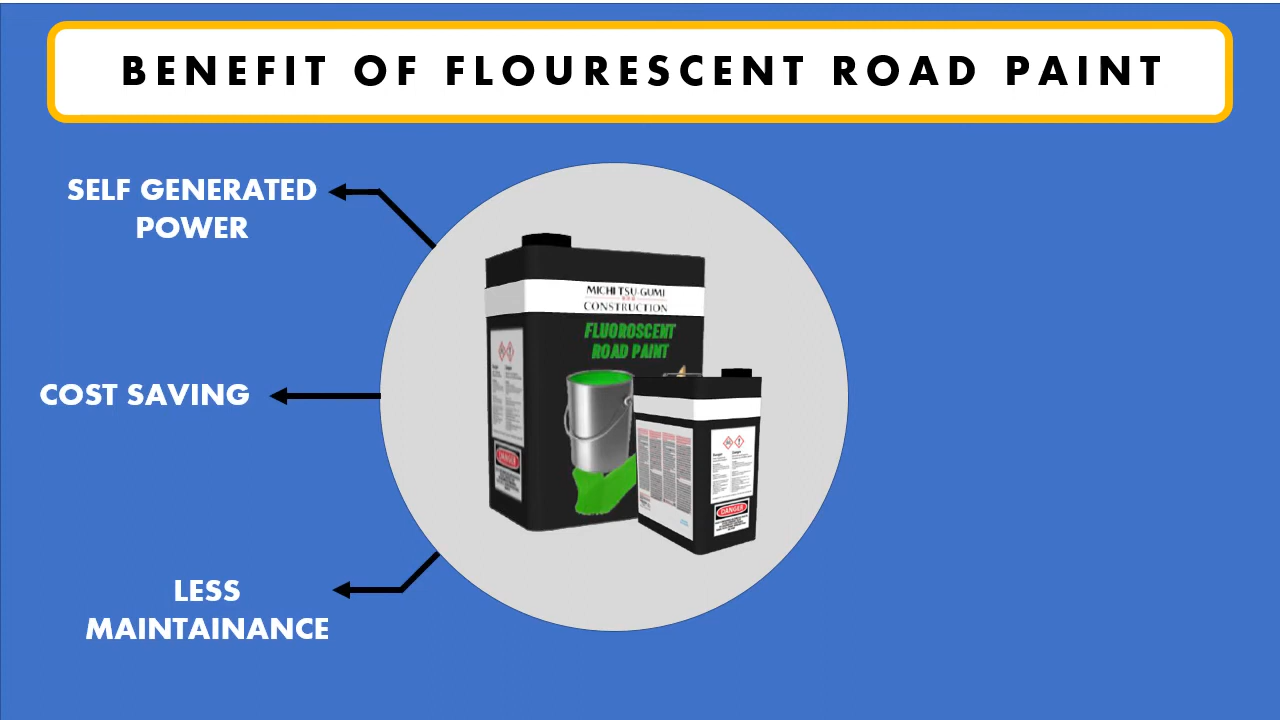 BENEFIT OF FLOURESCENT ROAD PAINT
SELF GENERATED
POWER
COST SAVING
LESS
MAINTAINANCE
MICHI TSU-GUMI
CONSTRUCTION
FLUOROSCENT
ROAD PAINT
DANGER
DANGER